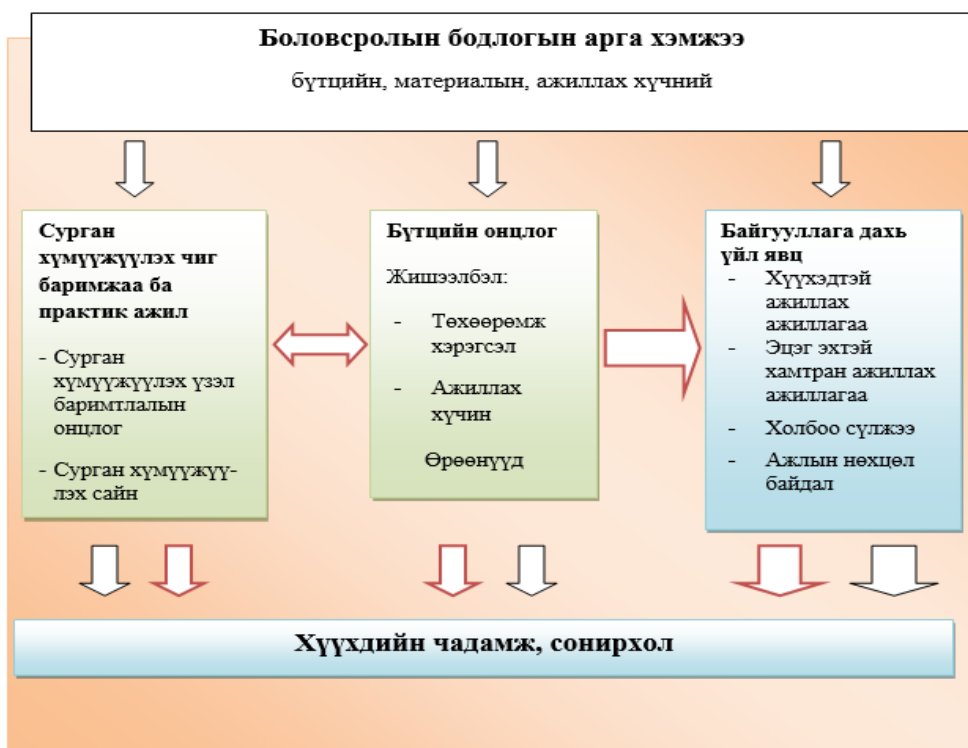 Боловсролын бодлогын арга хэмжээ
бүтцийн, материалын, ажиллах хүчний
Сурган
хүмүүжүүлэх чиг
баримжаа ба
практик ажил
- Сурган
хүмүүжүүлэх үзэл
баримтлалын
онцлог
- Сурган хүмүүжүү-
лэх сайн
Бүтцийн онцлог
Жишээлбэл:
- Төхөөрөмж
хэрэгсэл
- Ажиллах
хүчин
Өрөөнүүд
Байгууллага дахь
үйл явц
- Хүүхэдтэй
ажиллах
ажиллагаа
- Эцэг эхтэй
хамтран ажиллах
ажиллагаа
- Холбоо сүлжээ
- Ажлын нөхцөл
байдал
Хүүхдийн чадамж, сонирхол